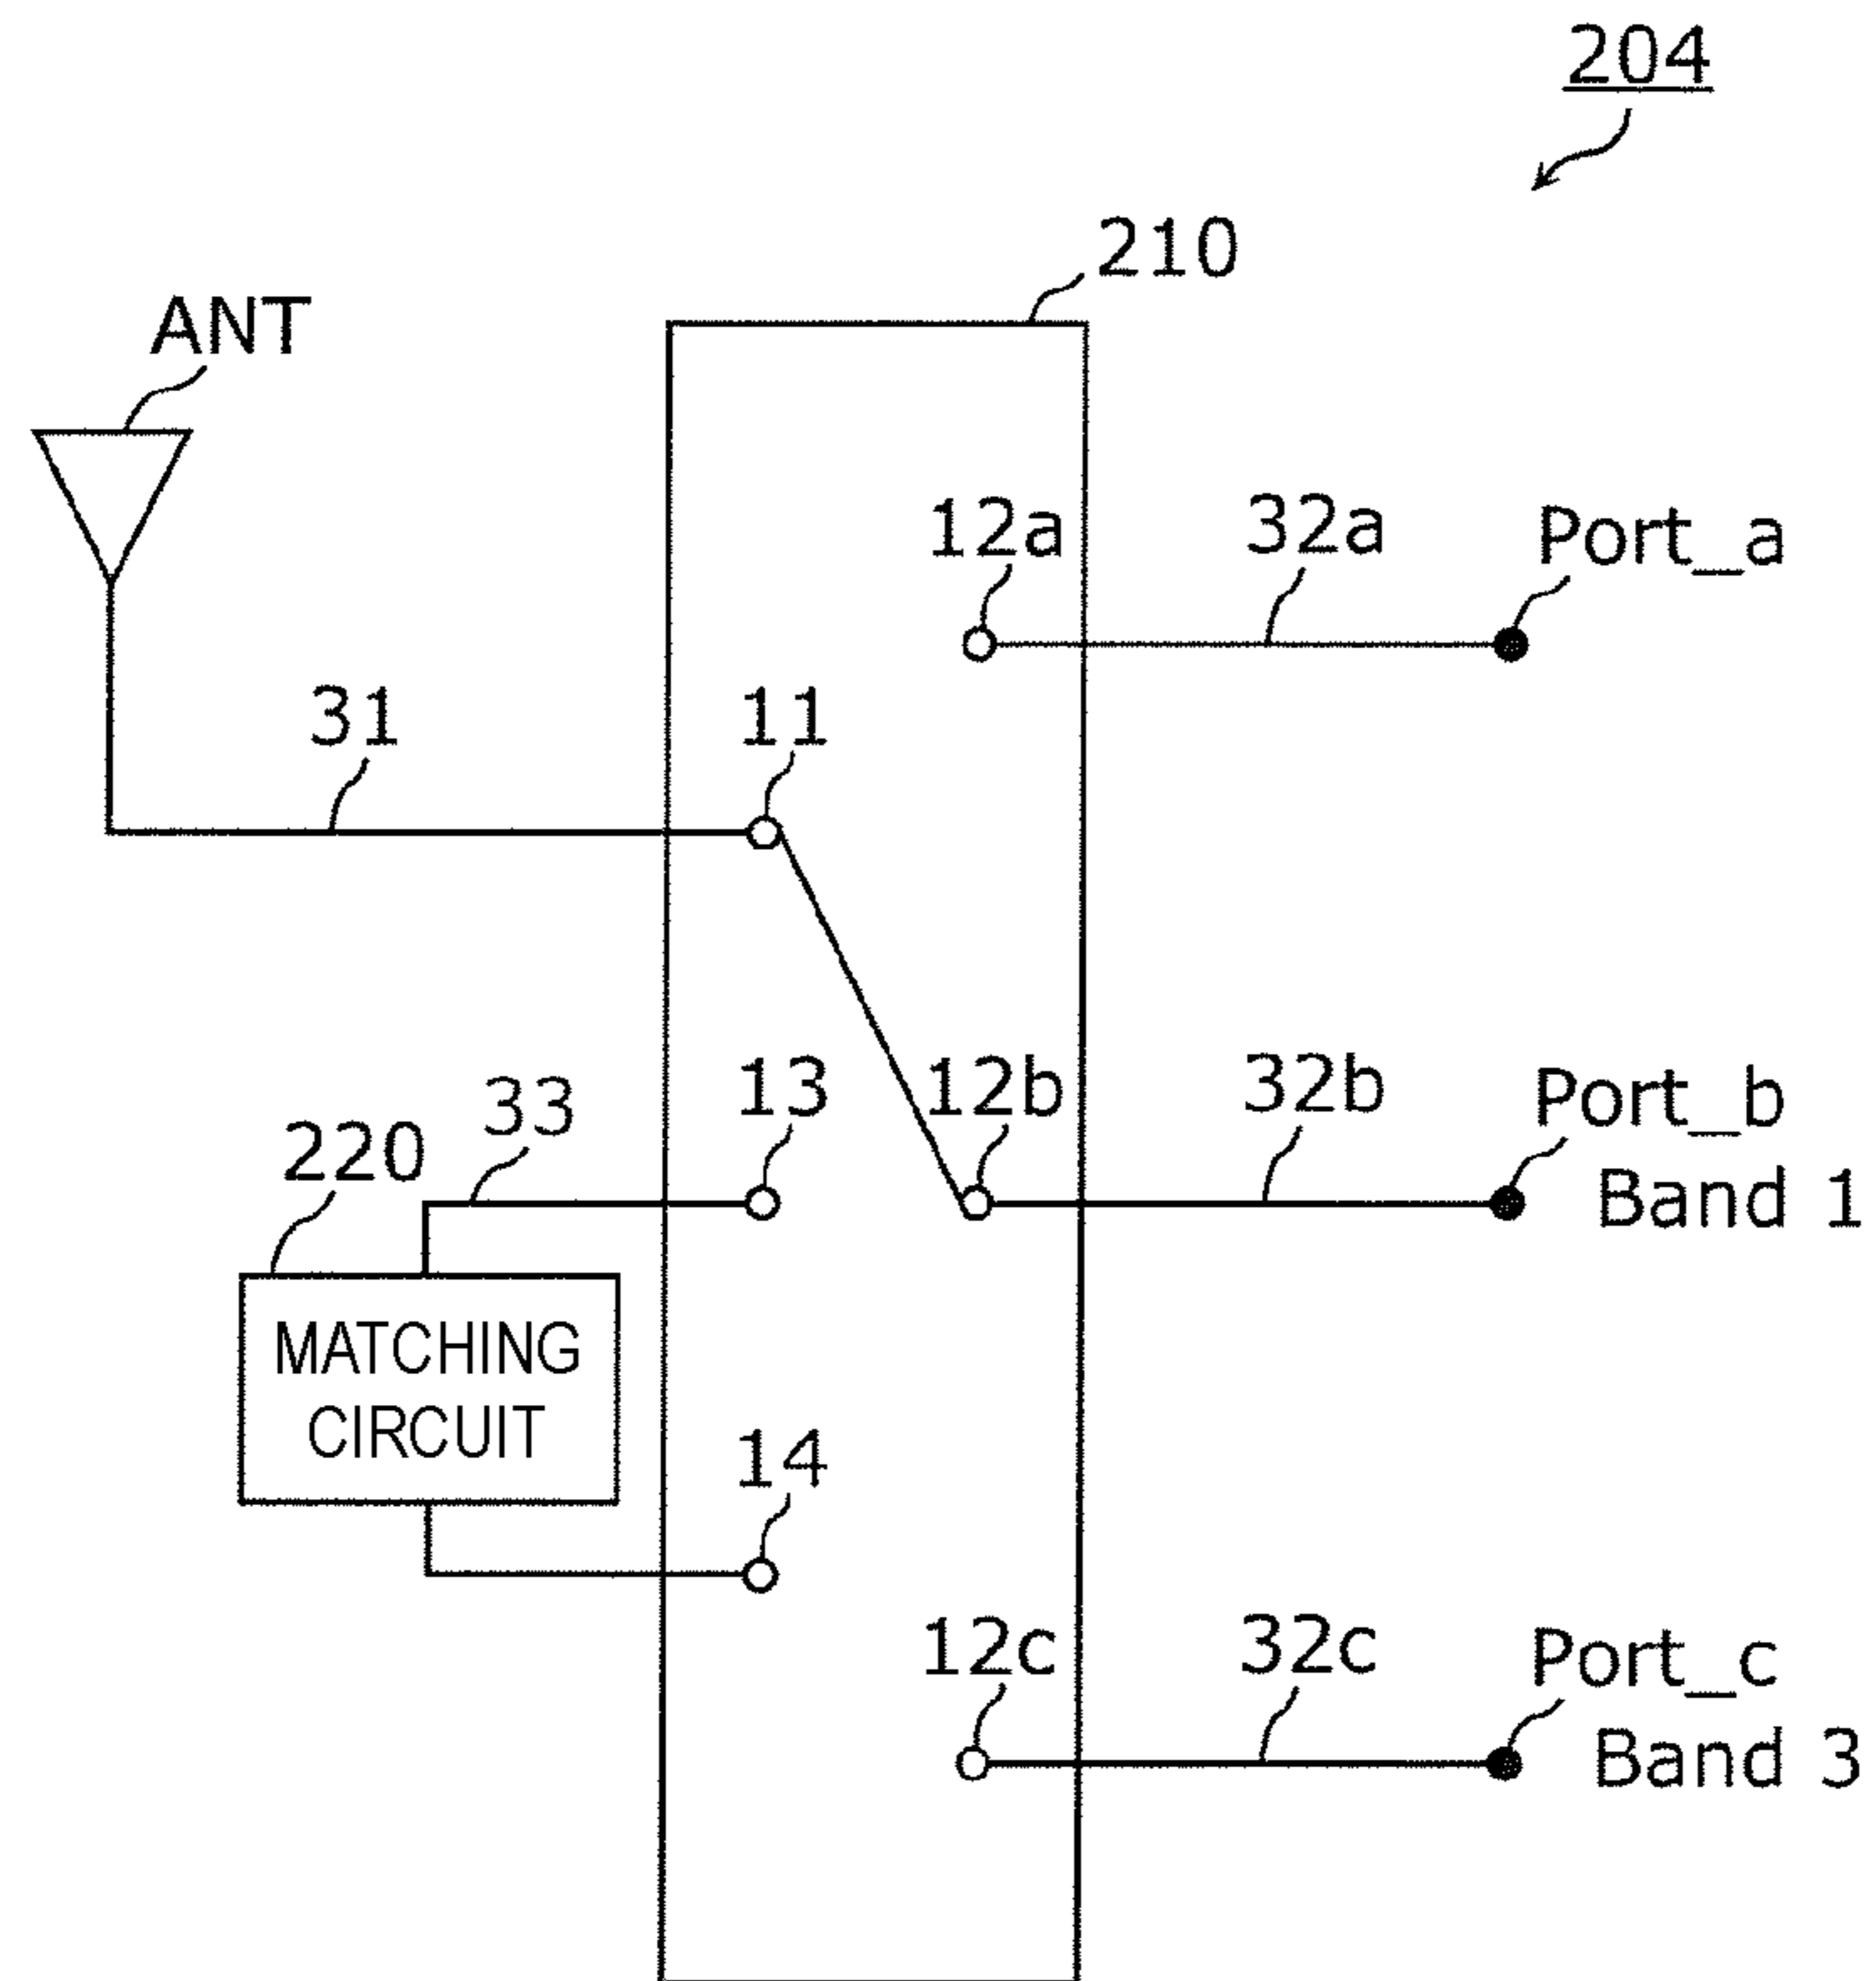 204
210
ANT
12a
32a
Port_a
31
11
13
12b
32b
Port_b
Band 1
33
220
MATCHING
CIRCUIT
14
12c
32c
Port_c
Band 3